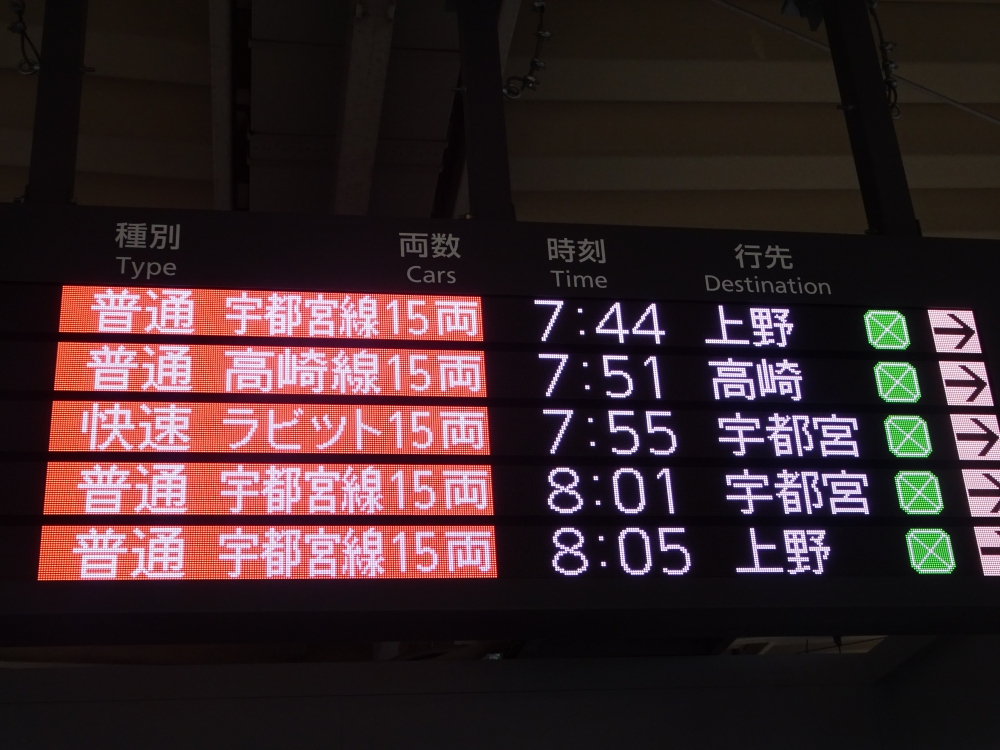 種別 両数 時刻 行先
Type Cars Time Destination
普通 宇都宮線 15両 7:44 上野
普通 高崎線 15両 7:51 高崎
快速 ラビット 15両 7:55 宇都宮
普通 宇都宮線 15両 8:01 宇都宮
普通 宇都宮線 15両 8:05 上野